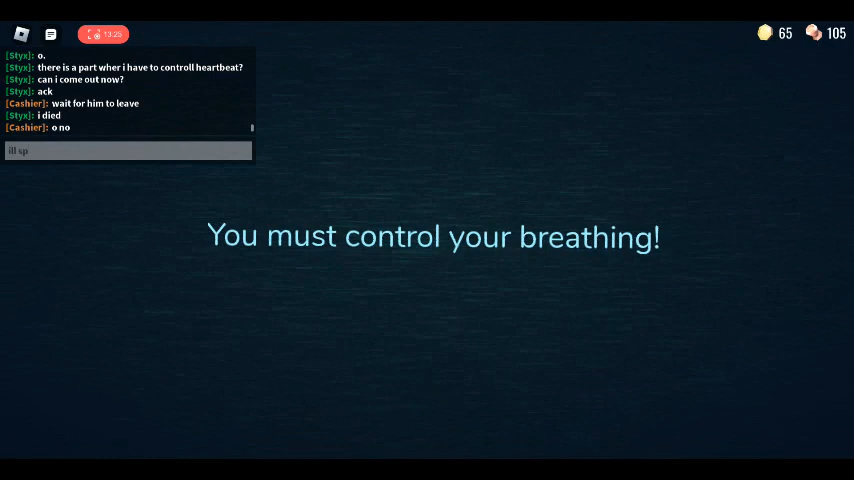 13:25
65
105
[Styx]: o.
[Styx]: there is a part wher i have to controll heartbeat?
[Styx]: can i come out now?
[Styx]: ack
[Cashier]: wait for him to leave
[Styx]: i died
[Cashier]: o no
ill sp
You must control your breathing!